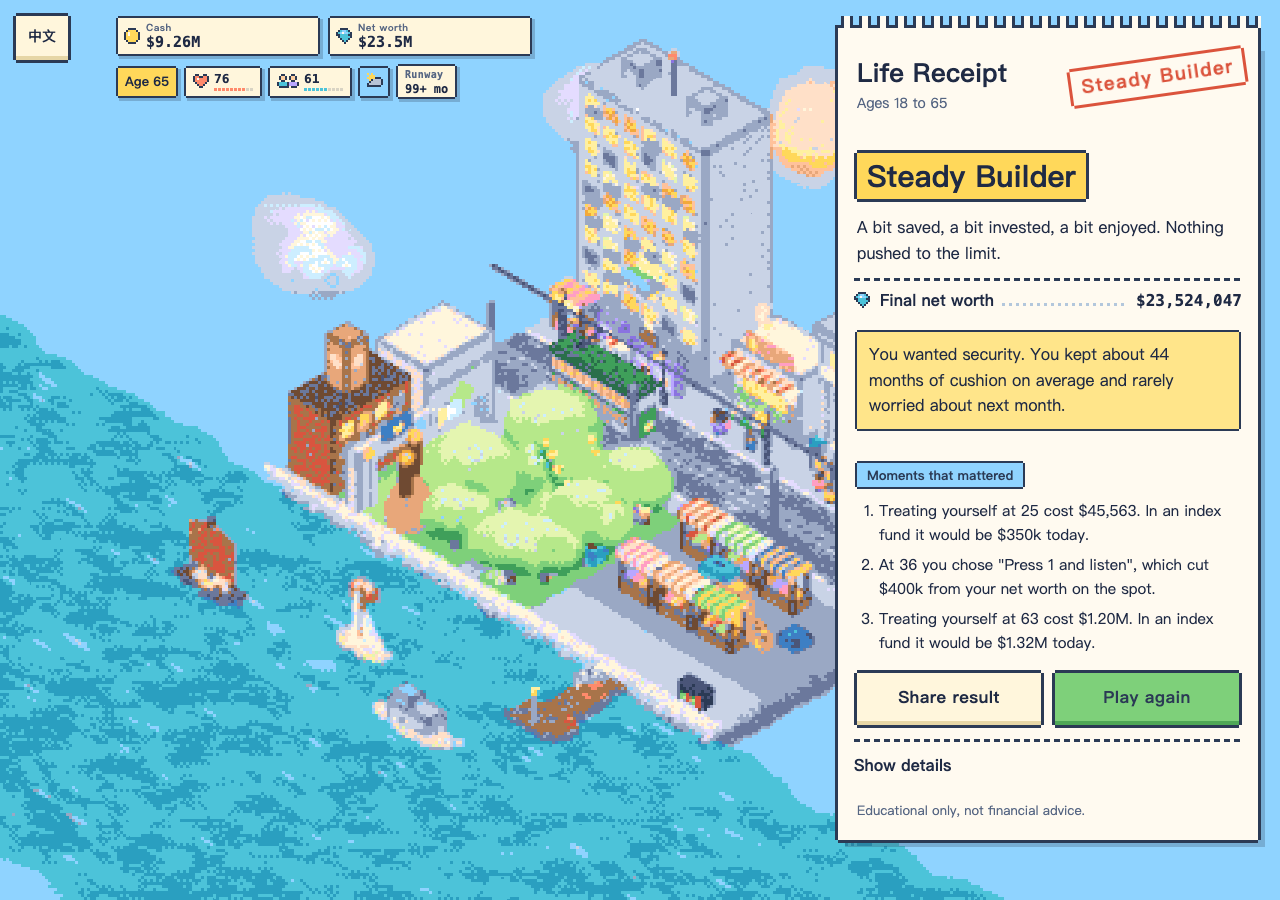 中文
Cash
$9.26M
Net worth
$23.5M
Age 65
76
61
Runway
99+ mo
Life Receipt
Ages 18 to 65
Steady Builder
Steady Builder
A bit saved, a bit invested, a bit enjoyed. Nothing
pushed to the limit.
Final net worth $23,524,047
You wanted security. You kept about 44
months of cushion on average and rarely
worried about next month.
Moments that mattered
1. Treating yourself at 25 cost $45,563. In an index
fund it would be $350k today.
2. At 36 you chose "Press 1 and listen", which cut
$400k from your net worth on the spot.
3. Treating yourself at 63 cost $1.20M. In an index
fund it would be $1.32M today.
Share result
Play again
Show details
Educational only, not financial advice.